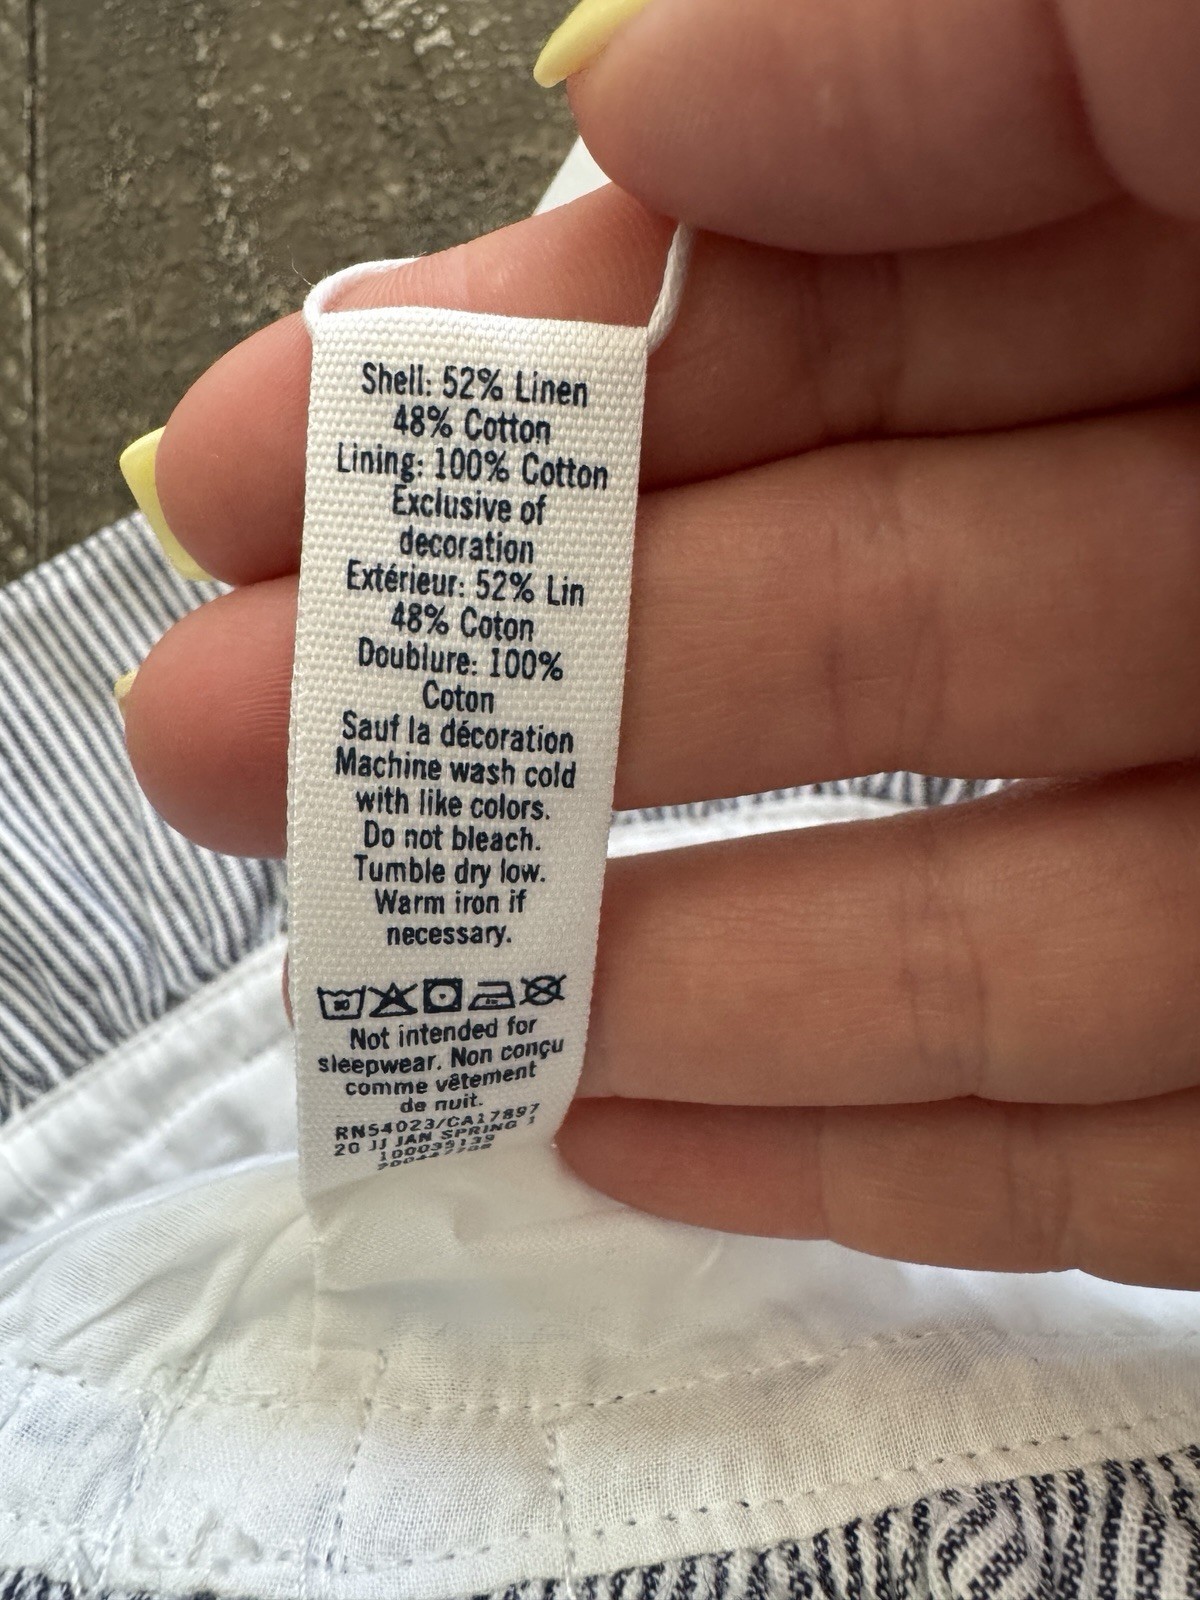 Shell: 52% Linen
48% Cotton
Lining: 100% Cotton
Exclusive of
decoration
Extérieur: 52% Lin
48% Coton
Doublure: 100%
Coton
Sauf la décoration
Machine wash cold
with like colors.
Do not bleach.
Tumble dry low.
Warm iron if
necessary.
30
Not intended for
sleepwear. Non conçu
comme vêtement
de nuit.
RN54023/CA17897
20 JJ JAN SPRING 1
100035139